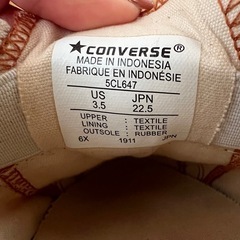 ★CONVERSE®
MADE IN INDONESIA
FABRIQUE EN INDONÉSIE
5CL647
US JPN
3.5 22.5
UPPER : TEXTILE
LINING : TEXTILE
OUTSOLE : RUBBER
6X 1911 JPN